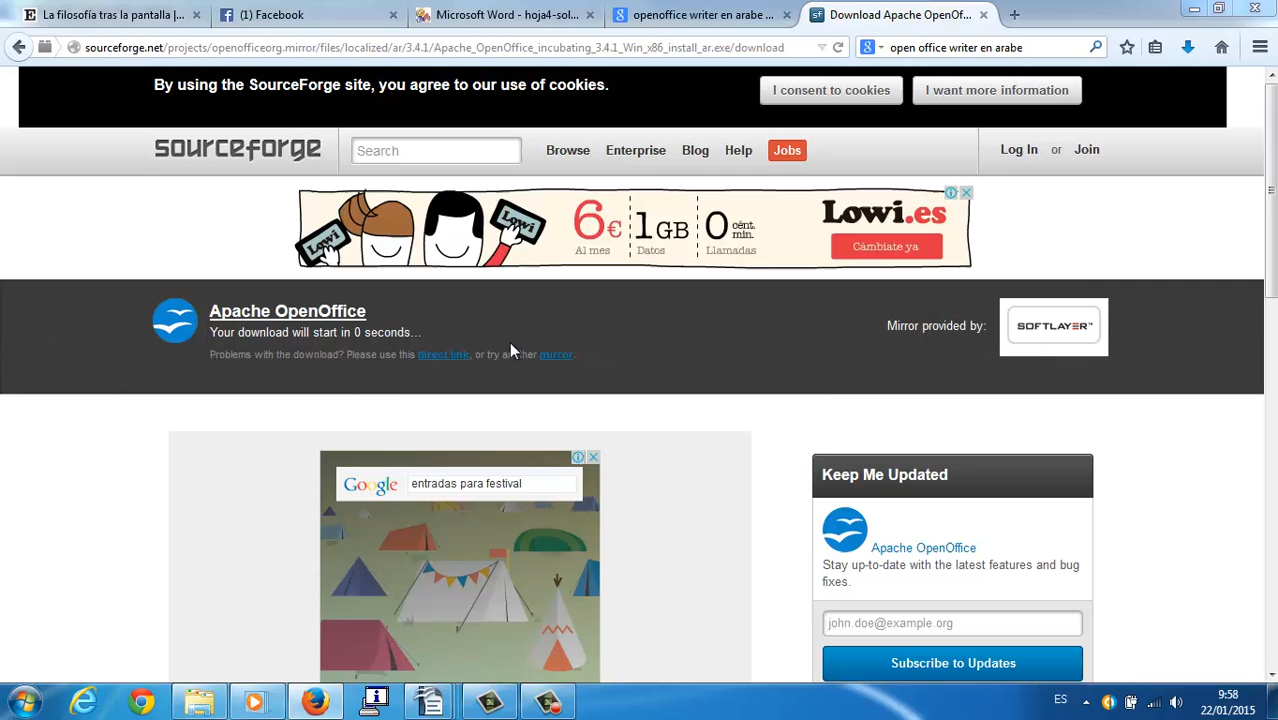 La filosofía tras la pantalla |...
(1) Facebook
Microsoft Word - hoja4-sol...
openoffice writer en arabe ...
Download Apache OpenOf...
sourceforge.net/projects/openofficeorg.mirror/files/localized/ar/3.4.1/Apache_OpenOffice_incubating_3.4.1_Win_x86_install_ar.exe/download
open office writer en arabe
By using the SourceForge site, you agree to our use of cookies.
I consent to cookies
I want more information
sourceforge
Search
Browse
Enterprise
Blog
Help
Jobs
Log In or Join
Lowi
Lowi
6€
Al mes
1GB
Datos
0 cént. min.
Llamadas
Lowi.es
Cámbiate ya
Apache OpenOffice
Your download will start in 0 seconds...
Problems with the download? Please use this direct link, or try another mirror.
Mirror provided by:
SOFTLAYER™
Google
entradas para festival
Keep Me Updated
Apache OpenOffice
Stay up-to-date with the latest features and bug
fixes.
john.doe@example.org
Subscribe to Updates
ES
9:58
22/01/2015